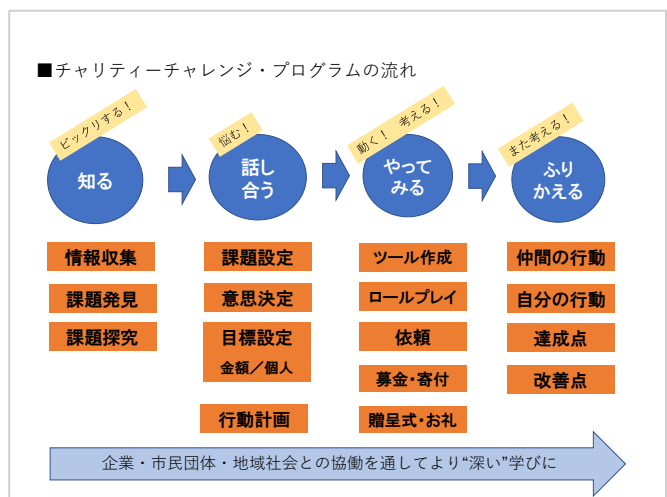 ■チャリティーチャレンジ・プログラムの流れ
ビックリする！
知る
情報収集
課題発見
課題探究
悩む！
話し
合う
課題設定
意思決定
目標設定
金額／個人
行動計画
動く！　考える！
やって
みる
ツール作成
ロールプレイ
依頼
募金・寄付
贈呈式・お礼
また考える！
ふり
かえる
仲間の行動
自分の行動
達成点
改善点
企業・市民団体・地域社会との協働を通してより“深い”学びに